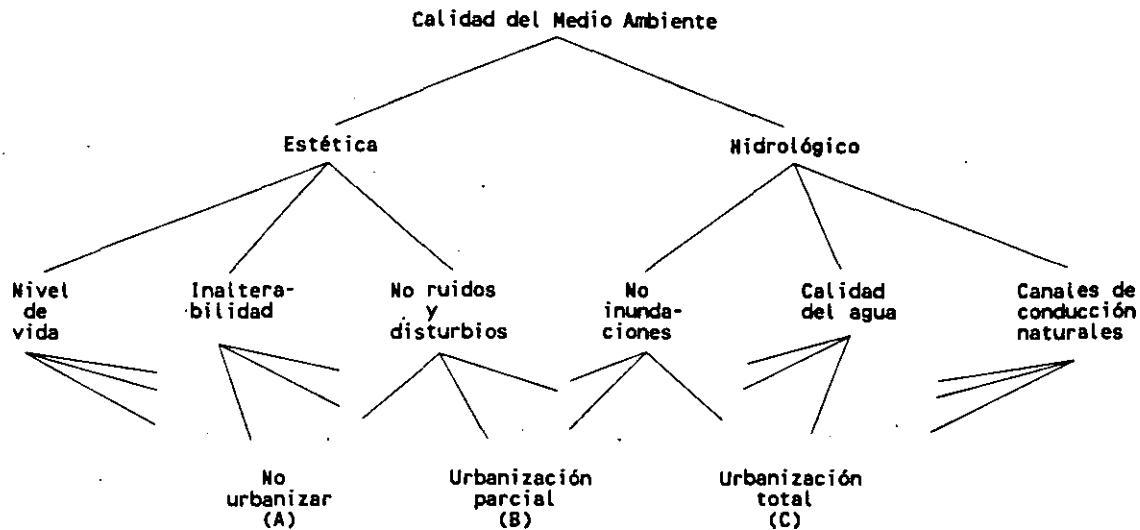 Calidad del Medio Ambiente
Estética
Hidrológico
Nivel
de
vida
Inaltera-
bilidad
No ruidos
y
disturbios
No
inunda-
ciones
Calidad
del agua
Canales de
conducción
naturales
No
urbanizar
(A)
Urbanización
parcial
(B)
Urbanización
total
(C)